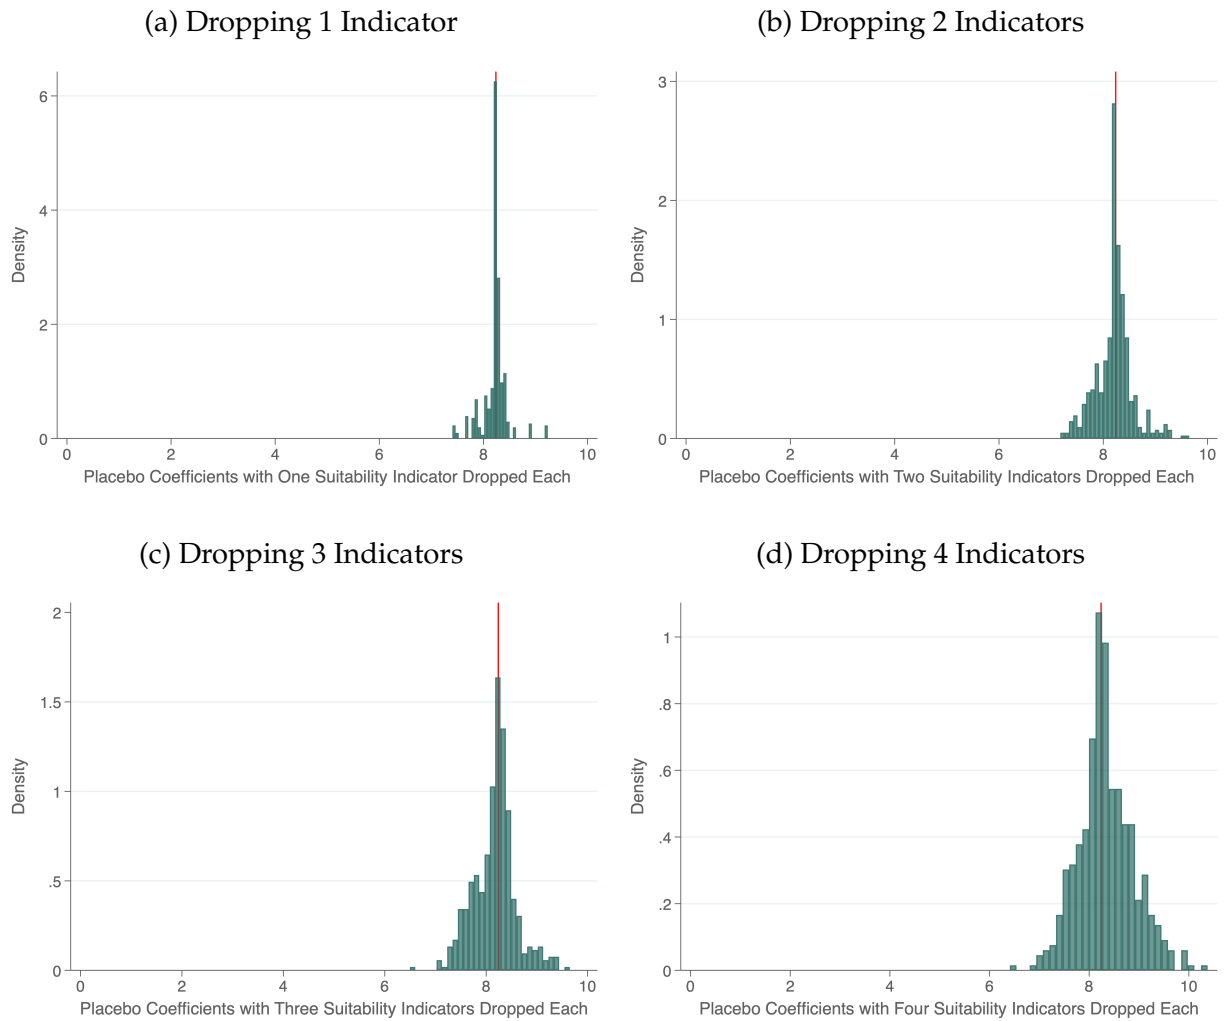 (a) Dropping 1 Indicator
Density
6
4
2
0
0 2 4 6 8 10
Placebo Coefficients with One Suitability Indicator Dropped Each
(b) Dropping 2 Indicators
Density
3
2
1
0
0 2 4 6 8 10
Placebo Coefficients with Two Suitability Indicators Dropped Each
(c) Dropping 3 Indicators
Density
2
1.5
1
.5
0
0 2 4 6 8 10
Placebo Coefficients with Three Suitability Indicators Dropped Each
(d) Dropping 4 Indicators
Density
1
.8
.6
.4
.2
0
0 2 4 6 8 10
Placebo Coefficients with Four Suitability Indicators Dropped Each